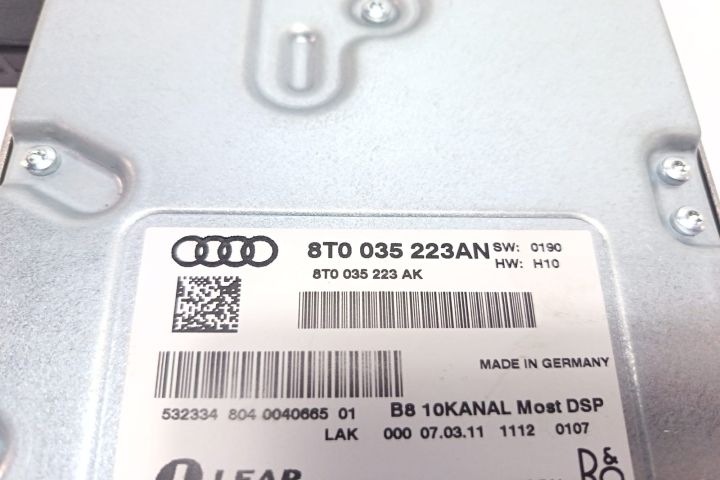 8T0 035 223AN SW: 0190
8T0 035 223 AK HW: H10
MADE IN GERMANY
532334 804 0040665 01 B8 10KANAL Most DSP
LAK 000 07.03.11 1112 0107
LEAR B&O